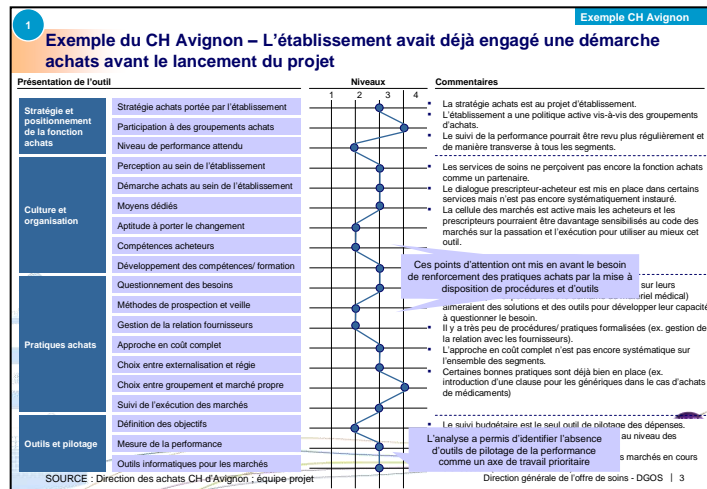 1
Exemple CH Avignon
Exemple du CH Avignon – L'établissement avait déjà engagé une démarche
achats avant le lancement du projet
Présentation de l'outil
Niveaux
Commentaires
1 2 3 4
Stratégie et
positionnement
de la fonction
achats
Stratégie achats portée par l'établissement
Participation à des groupements achats
Niveau de performance attendu
▪ La stratégie achats est au projet d'établissement.
▪ L'établissement a une politique active vis-à-vis des groupements
d'achats.
▪ Le suivi de la performance pourrait être revu plus régulièrement et
de manière transverse à tous les segments.
Culture et
organisation
Perception au sein de l'établissement
Démarche achats au sein de l'établissement
Moyens dédiés
Aptitude à porter le changement
Compétences acheteurs
Développement des compétences/ formation
▪ Les services de soins ne perçoivent pas encore la fonction achats
comme un partenaire.
▪ Le dialogue prescripteur-acheteur est mis en place dans certains
services mais n'est pas encore systématiquement instauré.
▪ La cellule des marchés est active mais les acheteurs et les
prescripteurs pourraient être davantage sensibilisés au code des
marchés sur la passation et l'exécution pour utiliser au mieux cet
outil.
Ces points d'attention ont mis en avant le besoin
de renforcement des pratiques achats par la mise à
disposition de procédures et d'outils
Pratiques achats
Questionnement des besoins
Méthodes de prospection et veille
Gestion de la relation fournisseurs
Approche en coût complet
Choix entre externalisation et régie
Choix entre groupement et marché propre
Suivi de l'exécution des marchés
sur leurs
médical)
aimeraient des solutions et des outils pour développer leur capacité
à questionner le besoin.
▪ Il y a très peu de procédures/ pratiques formalisées (ex. gestion de
la relation avec les fournisseurs).
▪ L'approche en coût complet n'est pas encore systématique sur
l'ensemble des segments.
▪ Certaines bonnes pratiques sont déjà bien en place (ex.
introduction d'une clause pour les génériques dans le cas d'achats
de médicaments)
Outils et pilotage
Définition des objectifs
Mesure de la performance
Outils informatiques pour les marchés
▪ Le suivi budgétaire est le seul outil de pilotage des dépenses.
au niveau des
marchés en cours
L'analyse a permis d'identifier l'absence
d'outils de pilotage de la performance
comme un axe de travail prioritaire
SOURCE : Direction des achats CH d'Avignon ; équipe projet
Direction générale de l'offre de soins - DGOS | 3